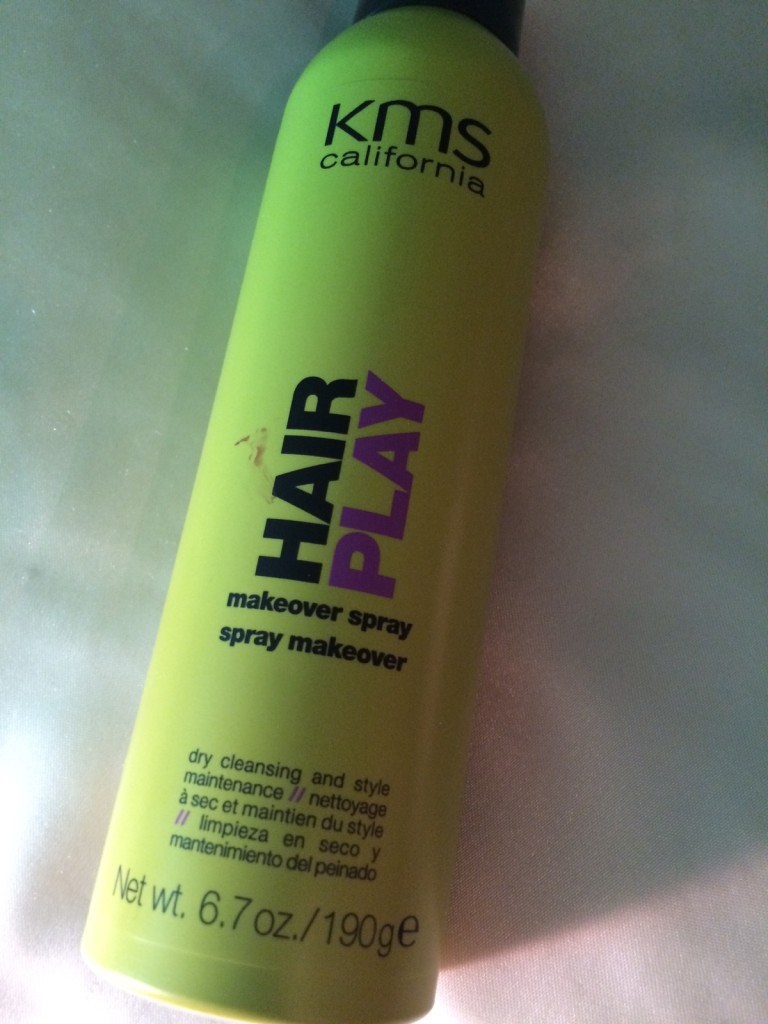 kms
california
HAIR
PLAY
makeover spray
spray makeover
dry cleansing and style
maintenance // nettoyage
à sec et maintien du style
// limpieza en seco y
mantenimiento del peinado
Net wt. 6.7 oz./190g e